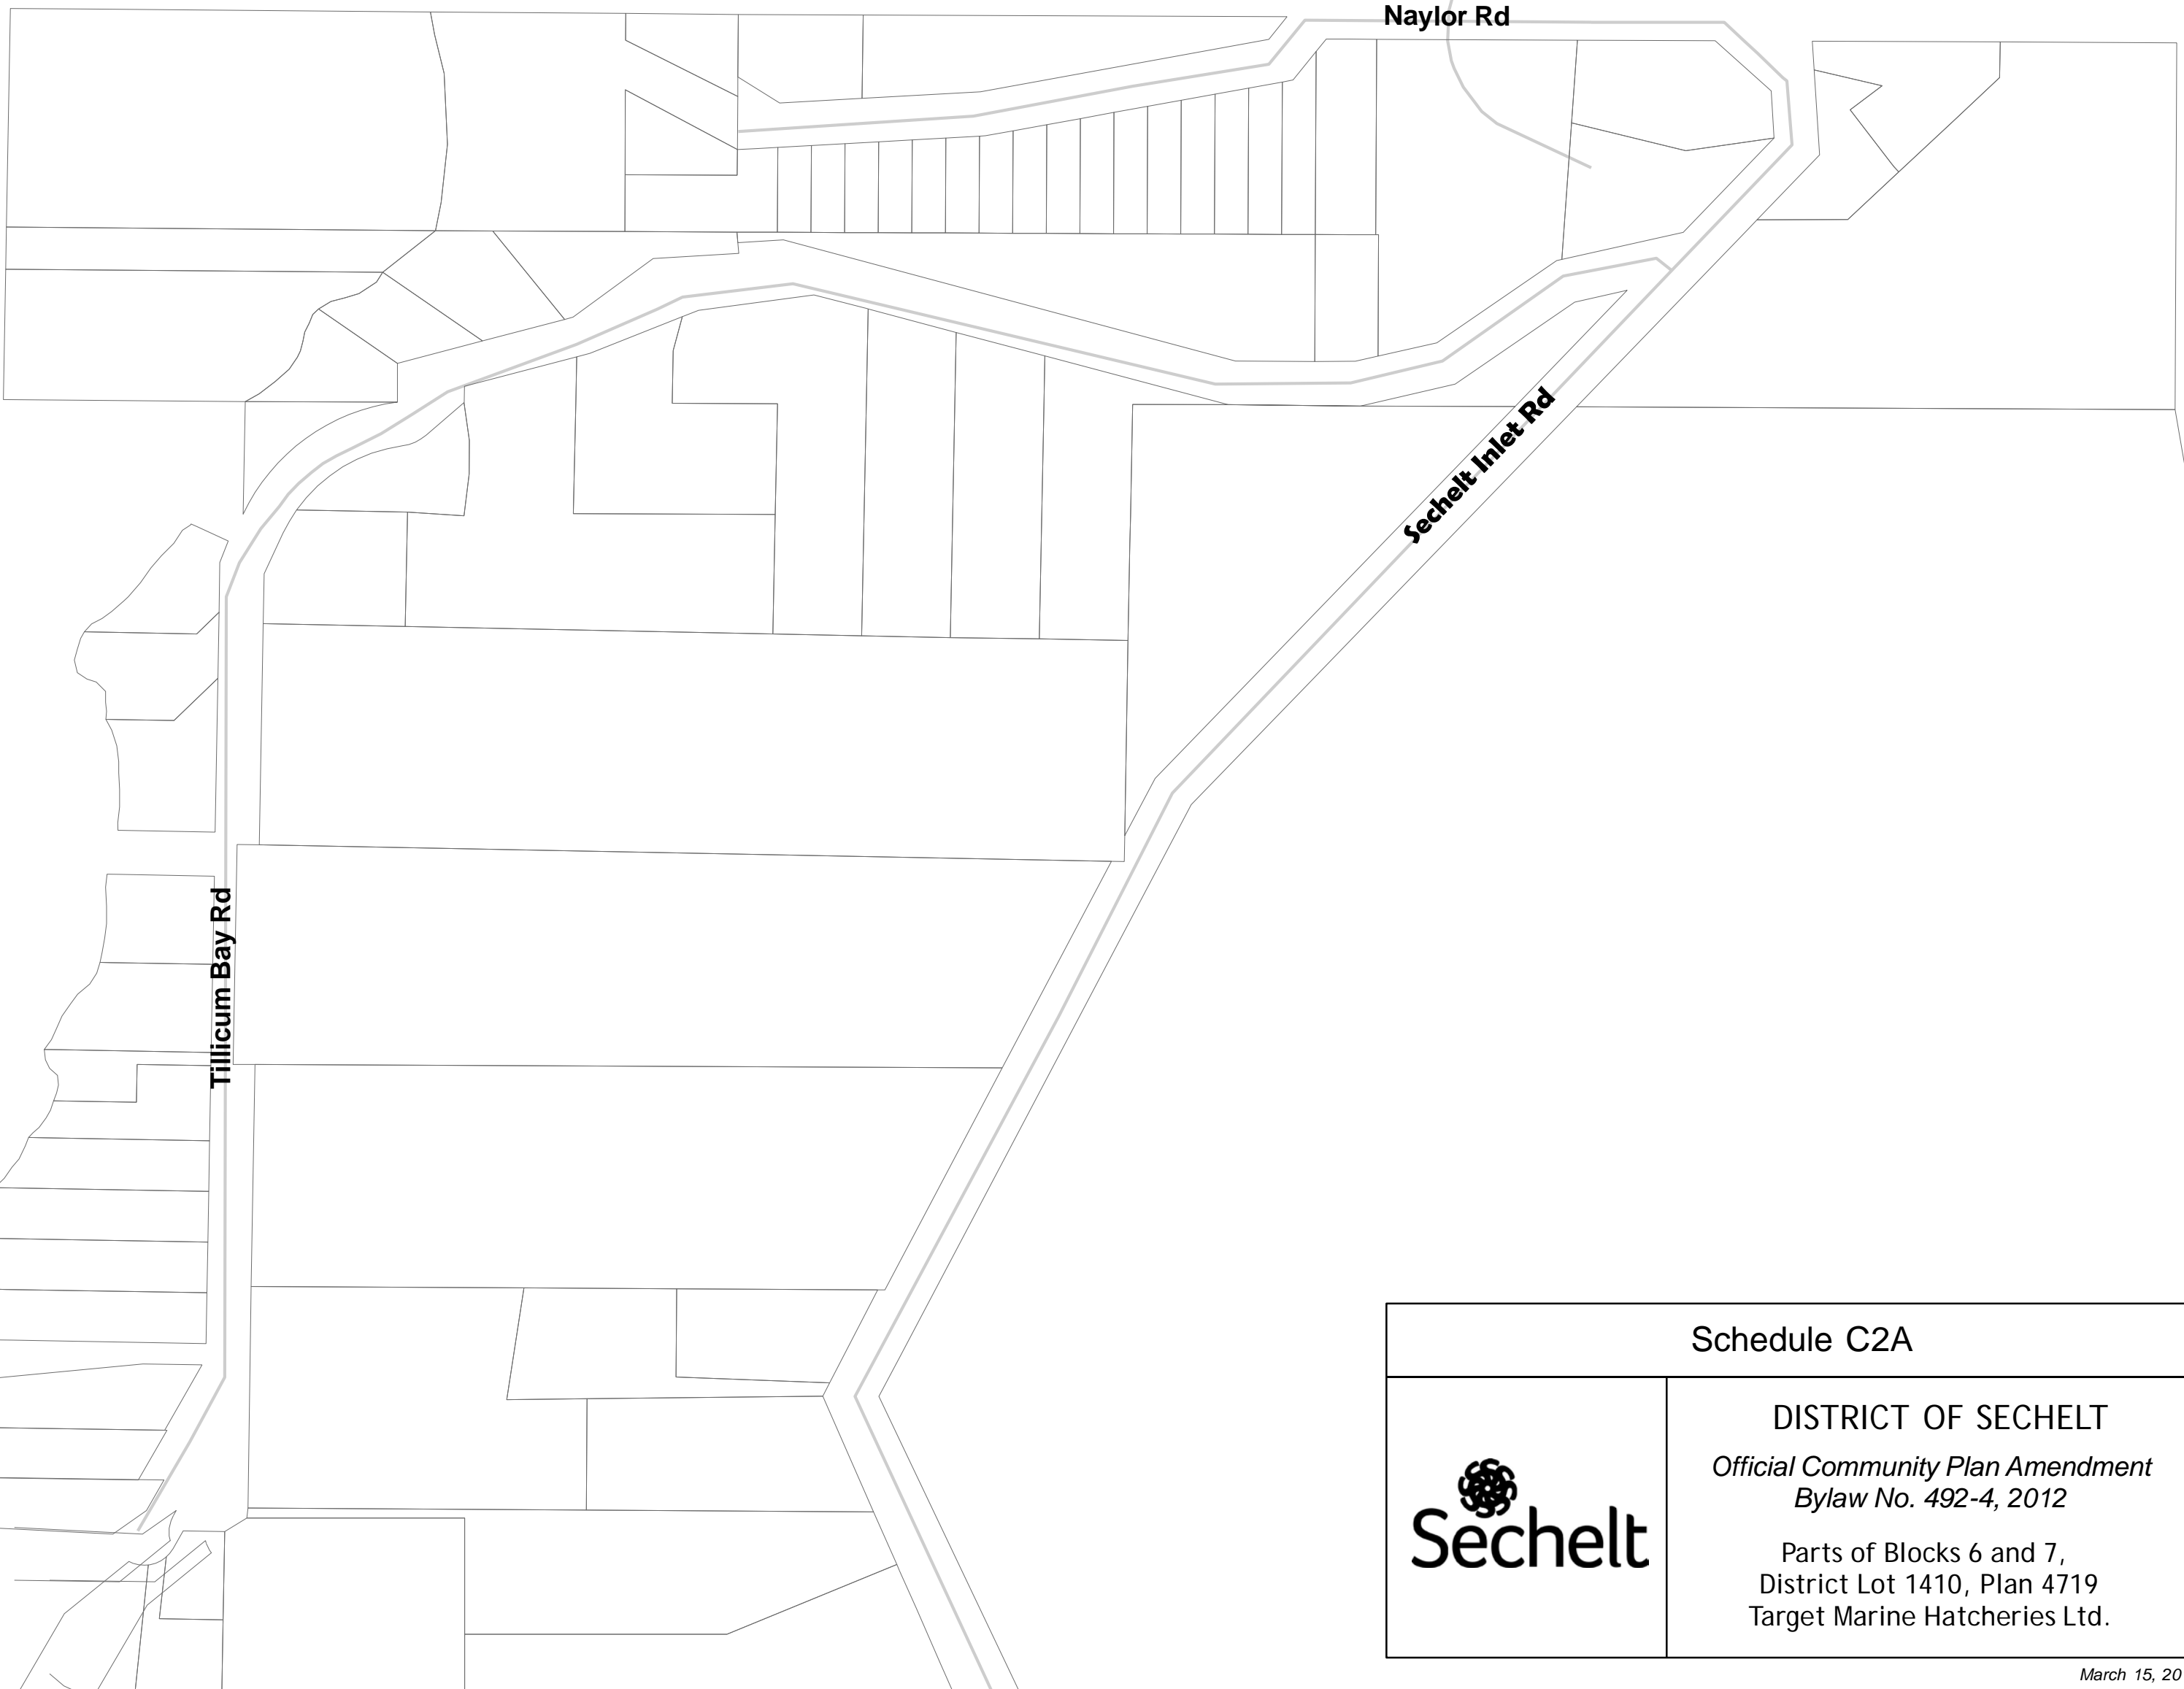 Naylor Rd
Sechelt Inlet Rd
Tillicum Bay Rd
Schedule C2A
Sechelt
DISTRICT OF SECHELT
Official Community Plan Amendment
Bylaw No. 492-4, 2012
Parts of Blocks 6 and 7,
District Lot 1410, Plan 4719
Target Marine Hatcheries Ltd.
March 15, 20